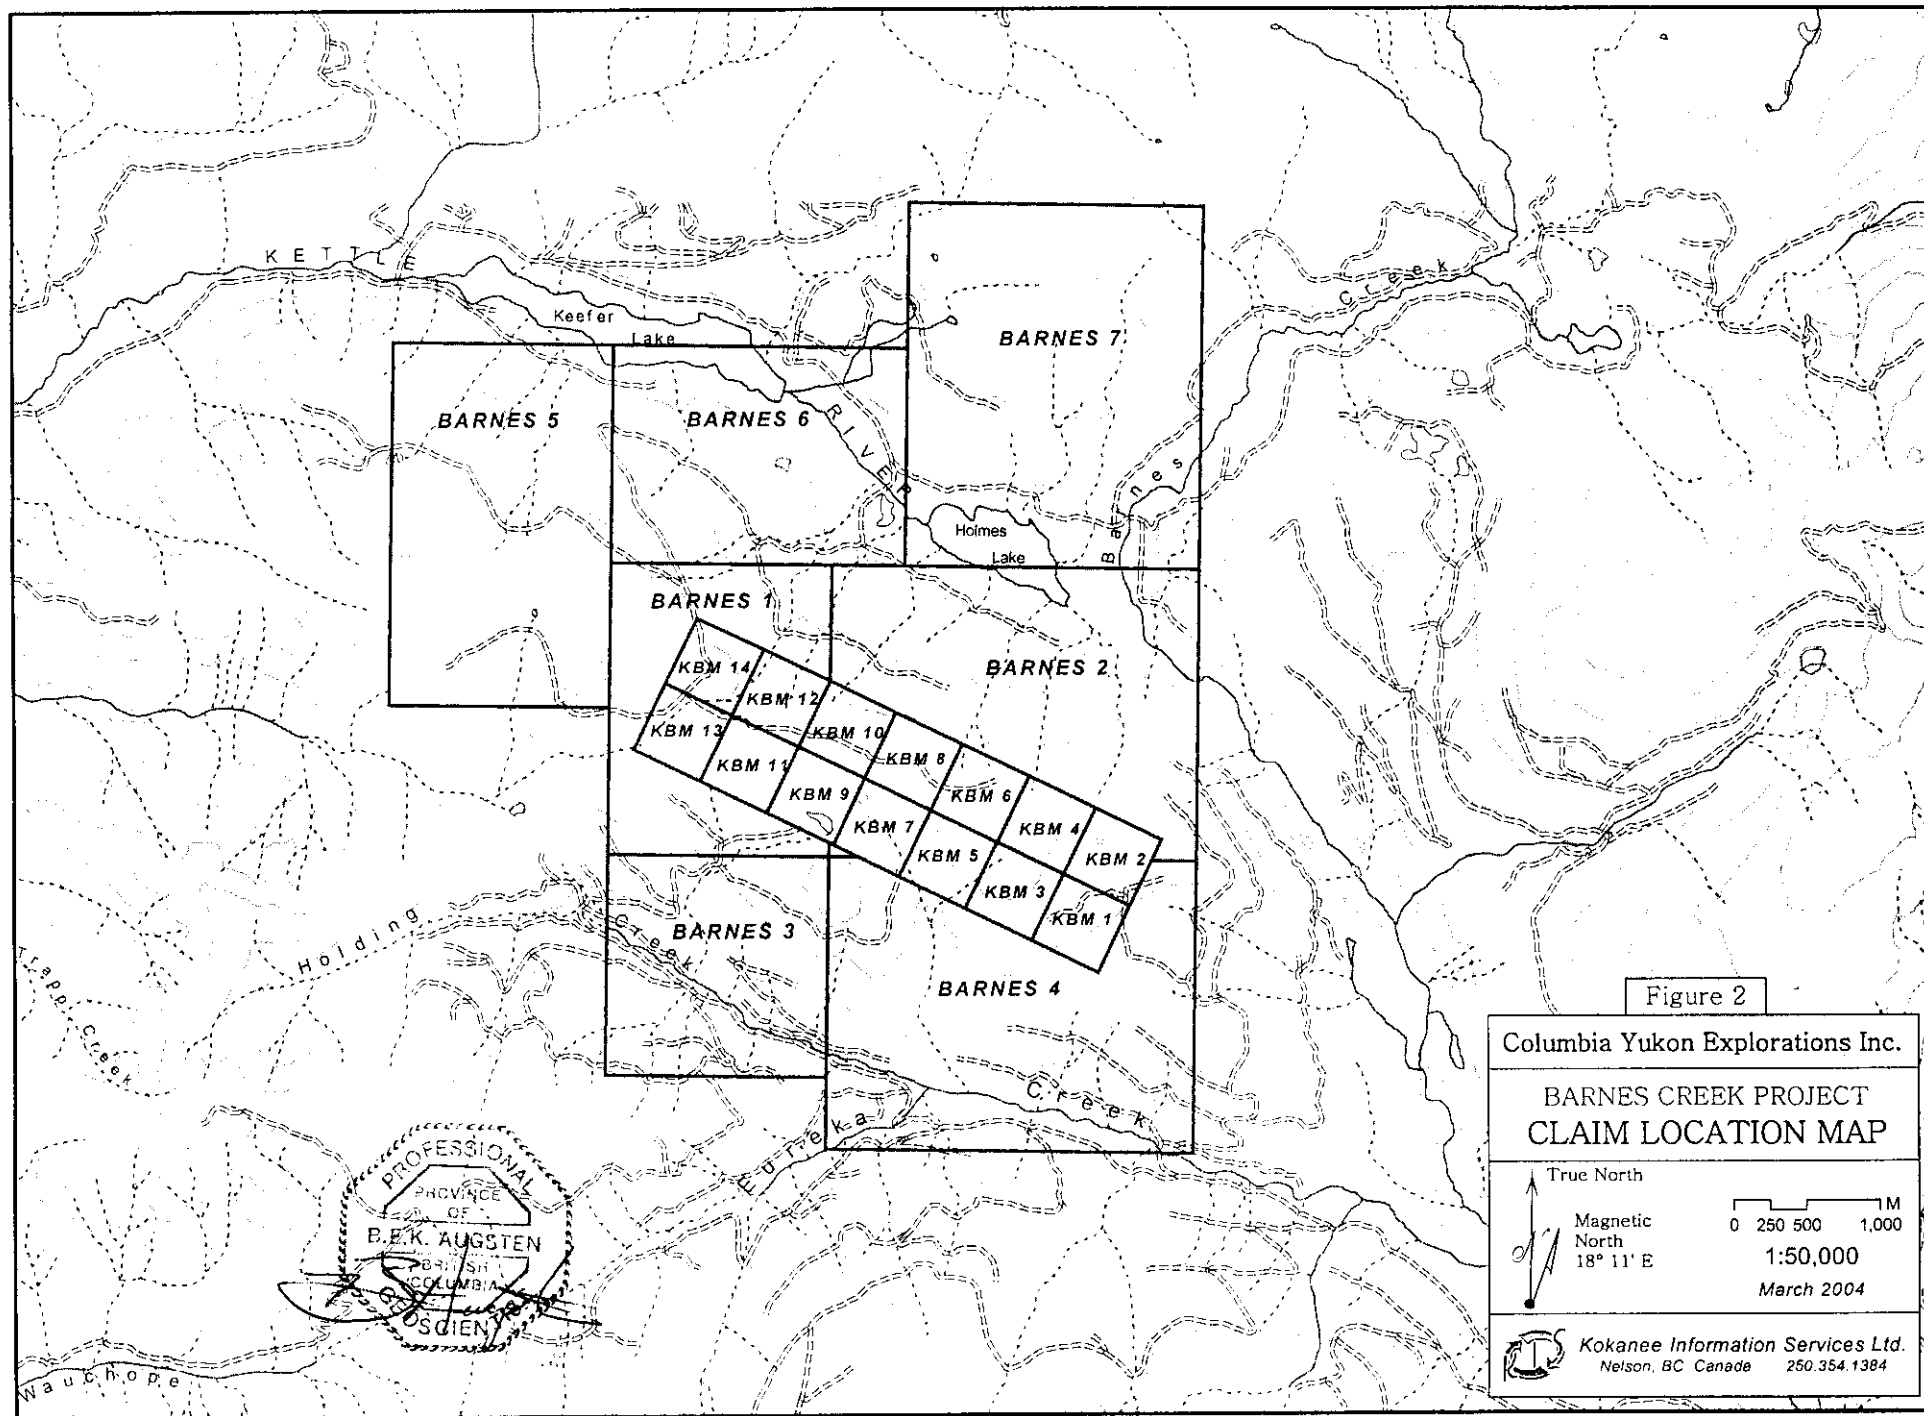 KETTLE
Keefer
Lake
BARNES 7
Creek
BARNES 5
BARNES 6
RIVER
Barnes
Holmes
Lake
BARNES 1
BARNES 2
KBM 14
KBM 12
KBM 13
KBM 10
KBM 11
KBM 8
KBM 9
KBM 6
KBM 7
KBM 4
KBM 5
KBM 2
KBM 3
KBM 1
Holding
Creek
BARNES 3
BARNES 4
Trapp Creek
Creek
Eureka
Wauchope
PROFESSIONAL
PROVINCE
OF
B.E.K. AUGSTEN
BRITISH
COLUMBIA
GEOSCIENTIST
Figure 2
Columbia Yukon Explorations Inc.
BARNES CREEK PROJECT
CLAIM LOCATION MAP
True North
Magnetic
North
18° 11' E
M
0 250 500 1,000
1:50,000
March 2004
Kokanee Information Services Ltd.
Nelson, BC Canada 250.354.1384